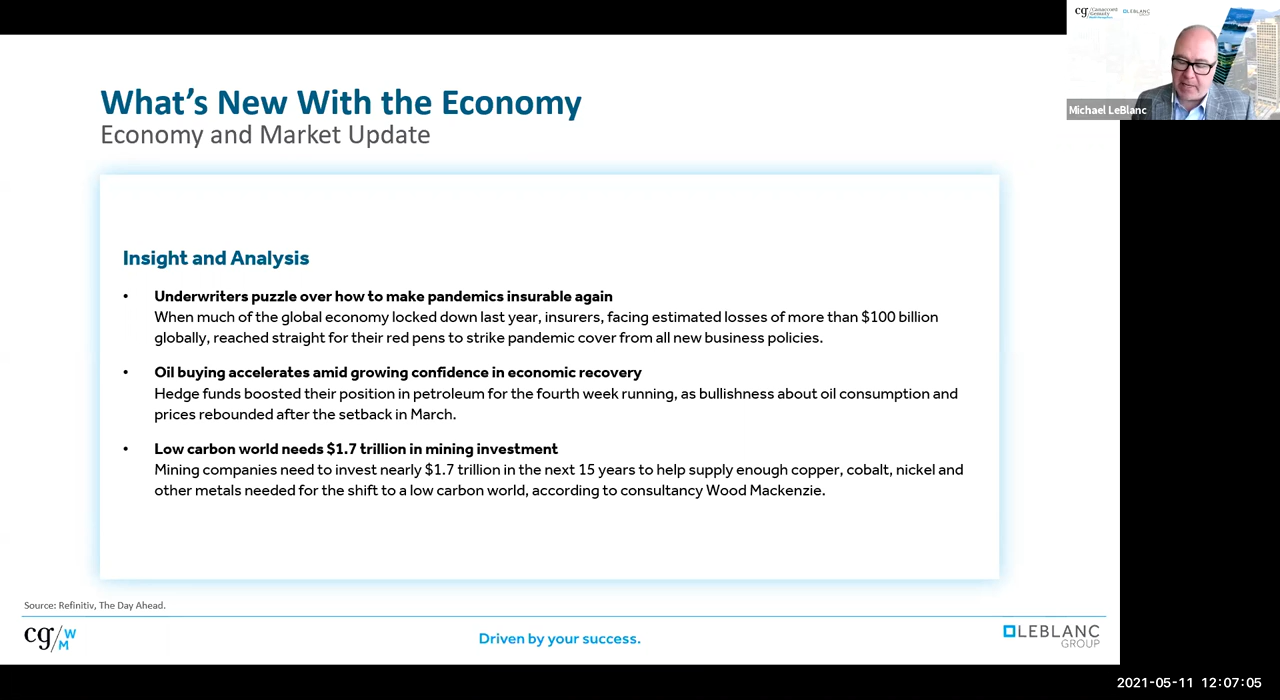 cg/Canaccord Genuity
LEBLANC GROUP
Michael LeBlanc
What's New With the Economy
Economy and Market Update
Insight and Analysis
• Underwriters puzzle over how to make pandemics insurable again
When much of the global economy locked down last year, insurers, facing estimated losses of more than $100 billion
globally, reached straight for their red pens to strike pandemic cover from all new business policies.
• Oil buying accelerates amid growing confidence in economic recovery
Hedge funds boosted their position in petroleum for the fourth week running, as bullishness about oil consumption and
prices rebounded after the setback in March.
• Low carbon world needs $1.7 trillion in mining investment
Mining companies need to invest nearly $1.7 trillion in the next 15 years to help supply enough copper, cobalt, nickel and
other metals needed for the shift to a low carbon world, according to consultancy Wood Mackenzie.
Source: Refinitiv, The Day Ahead.
cg/WM
Driven by your success.
LEBLANC
GROUP
2021-05-11 12:07:05